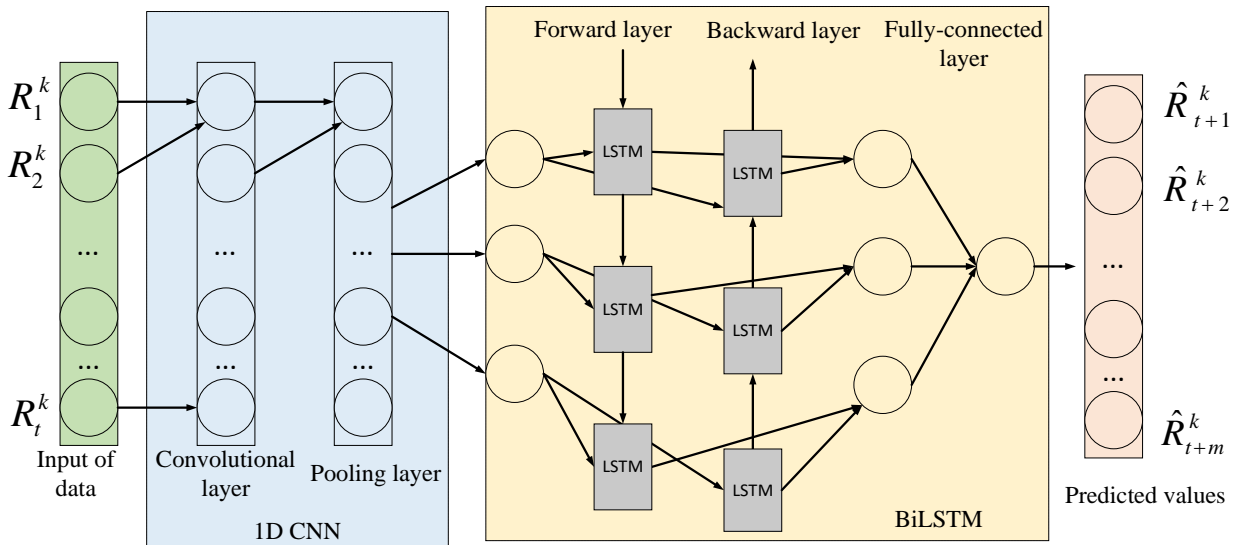 Forward layer
Backward layer
Fully-connected
layer
R_1^k
R_2^k
...
...
R_t^k
Input of
data
...
...
Convolutional
layer
...
...
Pooling layer
1D CNN
LSTM
LSTM
LSTM
LSTM
LSTM
LSTM
BiLSTM
R̂_{t+1}^k
R̂_{t+2}^k
...
...
R̂_{t+m}^k
Predicted values